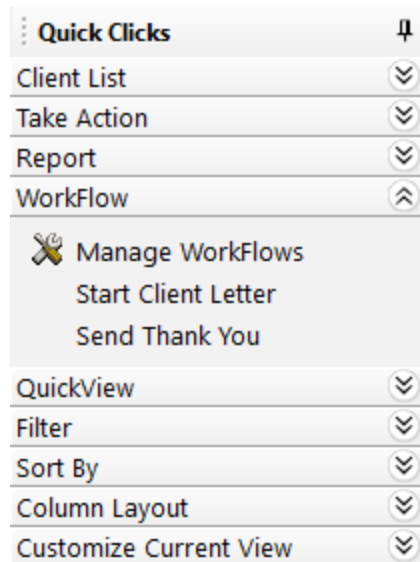 Quick Clicks
Client List
Take Action
Report
WorkFlow
Manage WorkFlows
Start Client Letter
Send Thank You
QuickView
Filter
Sort By
Column Layout
Customize Current View